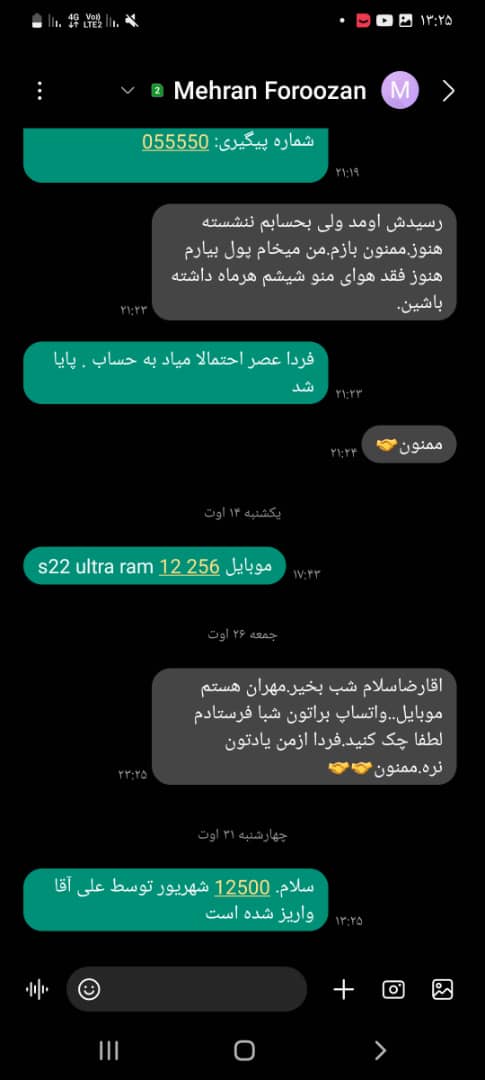 ۱۳:۲۵
4G VoI) LTE2
Mehran Foroozan
2
M
شماره پیگیری: 055550
۲۱:۱۹
رسیدش اومد ولی بحسابم ننشسته
هنوز.ممنون بازم.من میخام پول بیارم
هنوز فقد هوای منو شیشم هرماه داشته
باشین.
۲۱:۲۳
فردا عصر احتمالا میاد به حساب . پایا
شد
۲۱:۲۳
ممنون🤝
۲۱:۲۴
یکشنبه ۱۴ اوت
موبایل s22 ultra ram 12 256
۱۷:۴۳
جمعه ۲۶ اوت
اقارضاسلام شب بخیر.مهران هستم
موبایل..واتساپ براتون شبا فرستادم
لطفا چک کنید.فردا ازمن یادتون
نره.ممنون🤝🤝
۲۳:۲۵
چهارشنبه ۳۱ اوت
سلام. 12500 شهریور توسط علی آقا
واریز شده است
۱۳:۲۵